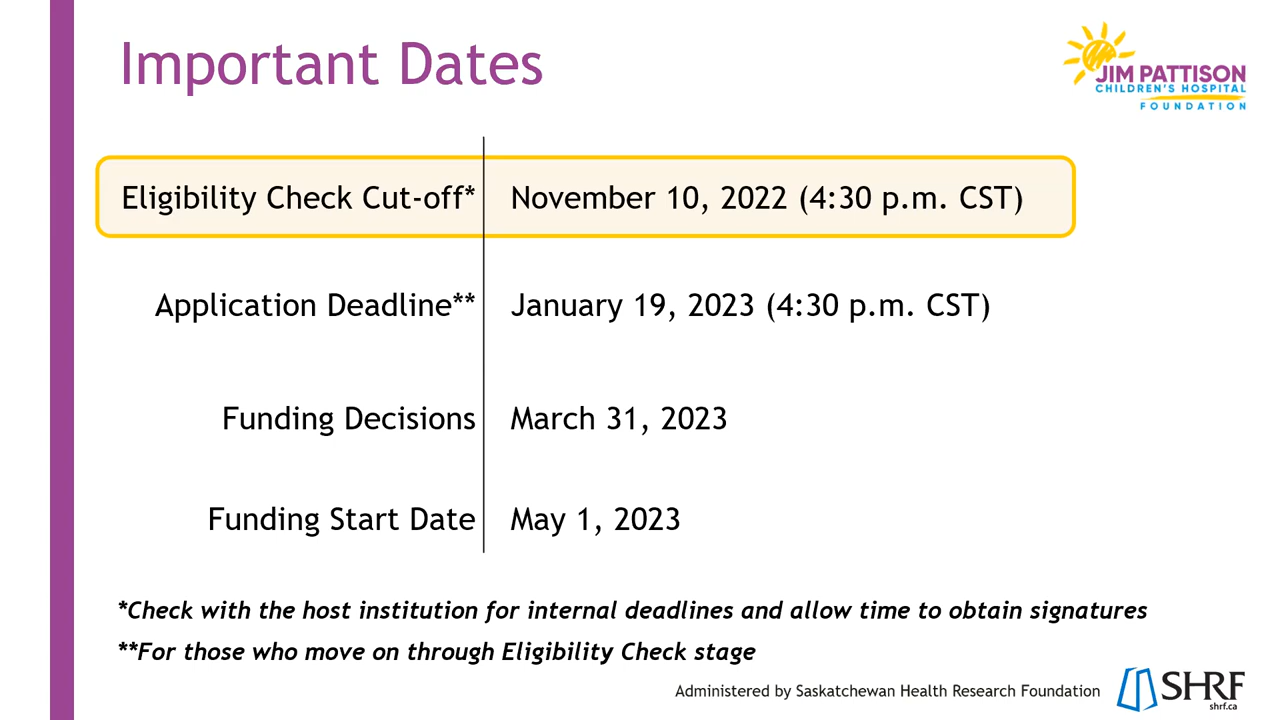 Important Dates
JIM PATTISON
CHILDREN'S HOSPITAL
FOUNDATION
Eligibility Check Cut-off* November 10, 2022 (4:30 p.m. CST)
Application Deadline** January 19, 2023 (4:30 p.m. CST)
Funding Decisions March 31, 2023
Funding Start Date May 1, 2023
*Check with the host institution for internal deadlines and allow time to obtain signatures
**For those who move on through Eligibility Check stage
Administered by Saskatchewan Health Research Foundation
SHRF
shrf.ca